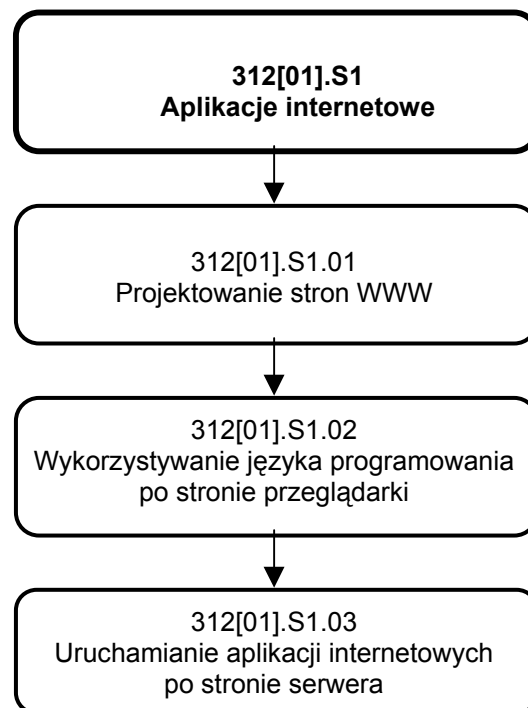 312[01].S1
Aplikacje internetowe
312[01].S1.01
Projektowanie stron WWW
312[01].S1.02
Wykorzystywanie języka programowania
po stronie przeglądarki
312[01].S1.03
Uruchamianie aplikacji internetowych
po stronie serwera